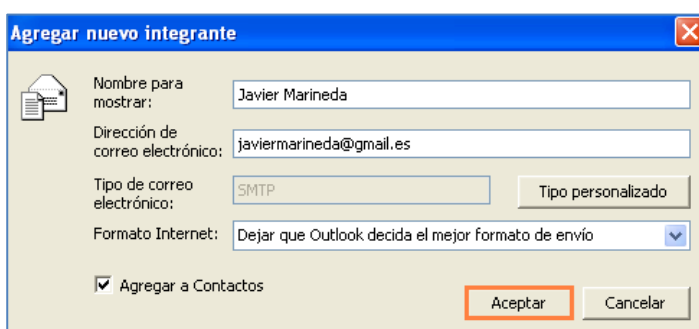 Agregar nuevo integrante
Nombre para
mostrar:
Javier Marineda
Dirección de
correo electrónico:
javiermarineda@gmail.es
Tipo de correo
electrónico:
SMTP
Tipo personalizado
Formato Internet:
Dejar que Outlook decida el mejor formato de envío
Agregar a Contactos
Aceptar
Cancelar